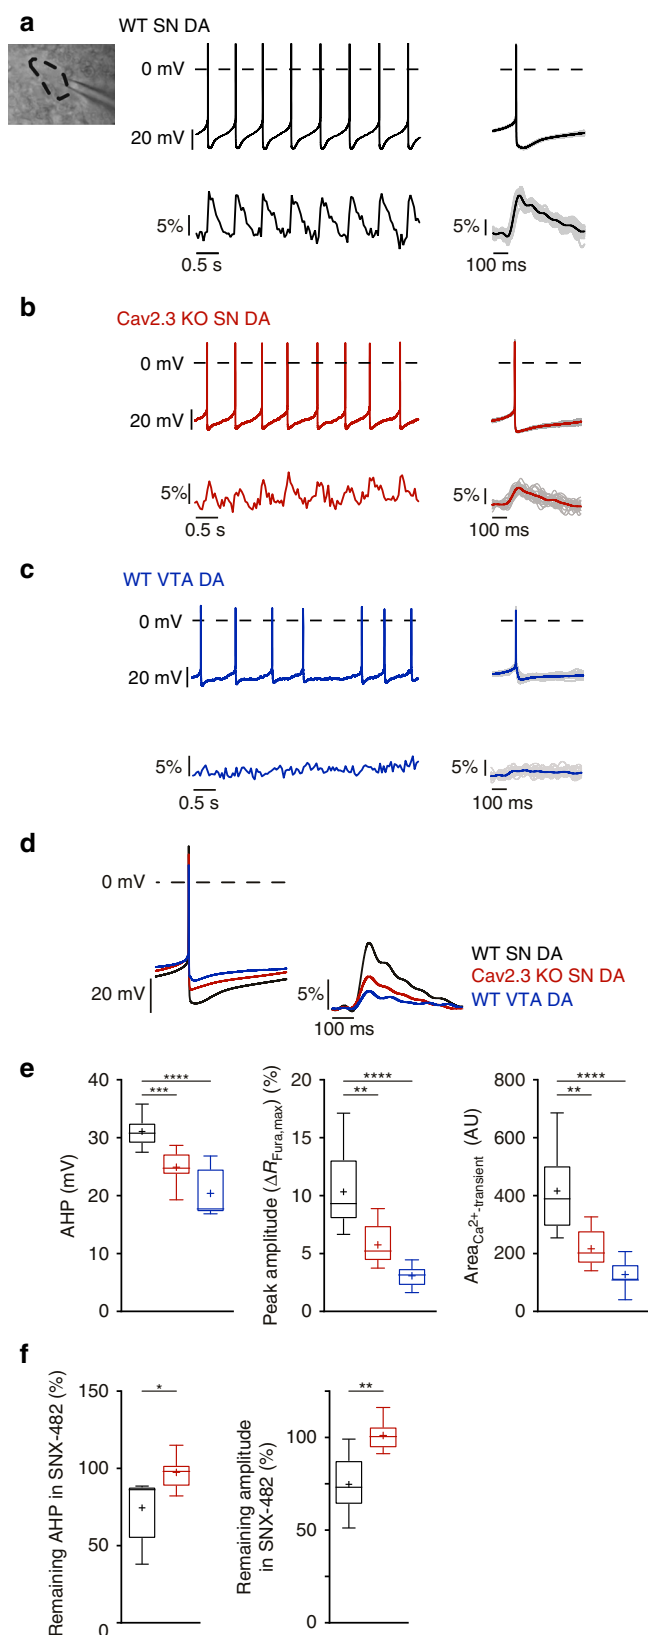 a
WT SN DA
0 mV
20 mV
5%
5%
0.5 s
100 ms
b
Cav2.3 KO SN DA
0 mV
20 mV
5%
5%
0.5 s
100 ms
c
WT VTA DA
0 mV
20 mV
5%
5%
0.5 s
100 ms
d
0 mV
20 mV
5%
100 ms
WT SN DA
Cav2.3 KO SN DA
WT VTA DA
e
AHP (mV)
40
30
20
10
0
****
***
Peak amplitude (ΔR_Fura,max) (%)
20
15
10
5
0
****
**
Area_Ca2+-transient (AU)
800
600
400
200
0
****
**
f
Remaining AHP in SNX-482 (%)
150
100
50
0
*
Remaining amplitude
in SNX-482 (%)
100
50
0
**